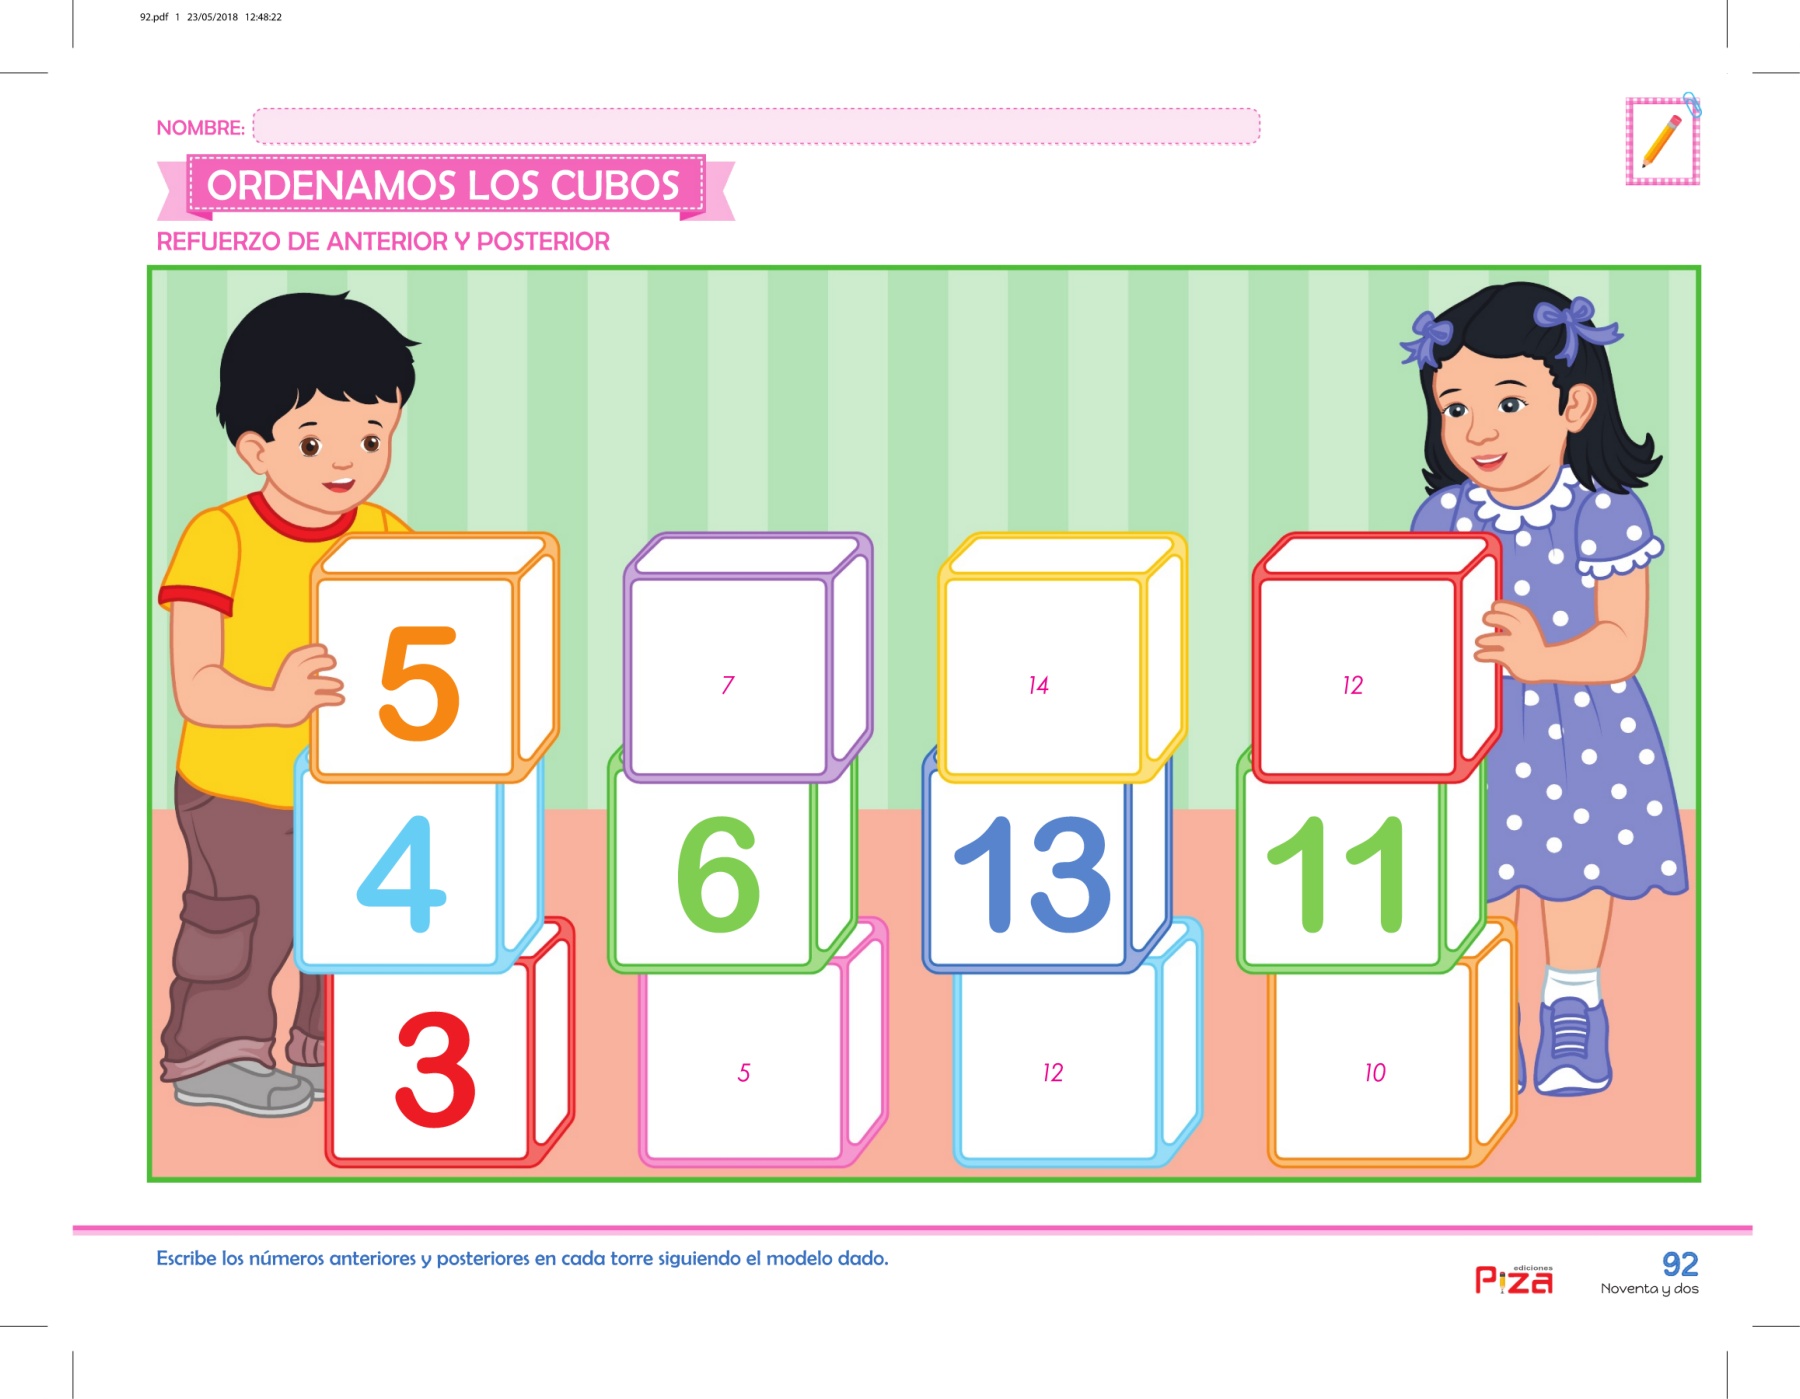 92.pdf 1 23/05/2018 12:48:22
NOMBRE:
ORDENAMOS LOS CUBOS
REFUERZO DE ANTERIOR Y POSTERIOR
5
7
14
12
4
6
13
11
3
5
12
10
Escribe los números anteriores y posteriores en cada torre siguiendo el modelo dado.
ediciones
Piza
92
Noventa y dos